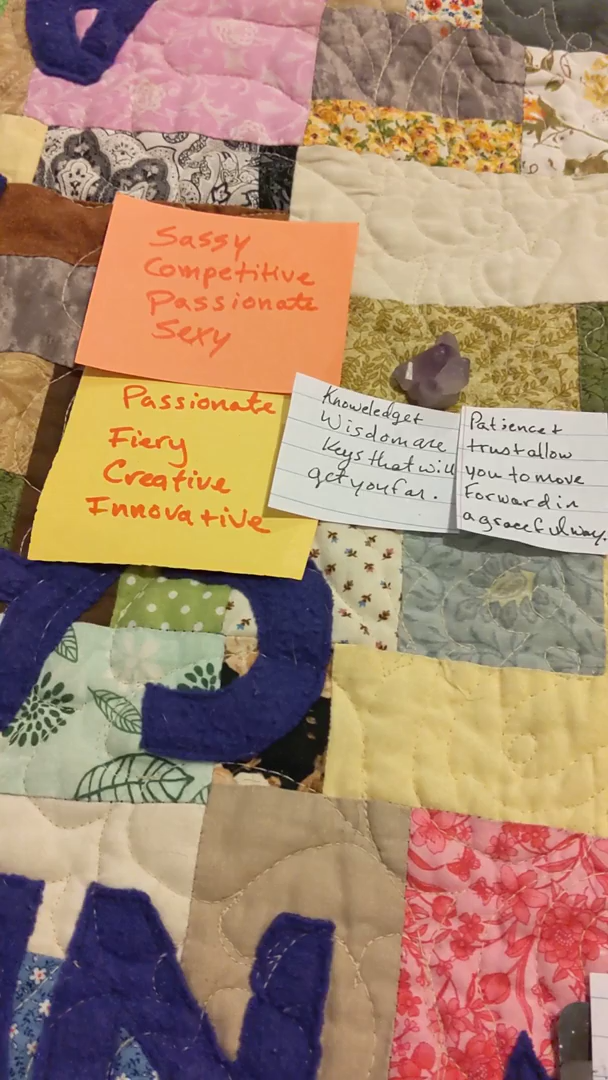 Sassy
Competitive
Passionate
Sexy
Passionate
Fiery
Creative
Innovative
Knoweledget
Wisdom are
Keys that will
get you far.
Patience +
trust allow
you to move
Forward in
a graceful way.